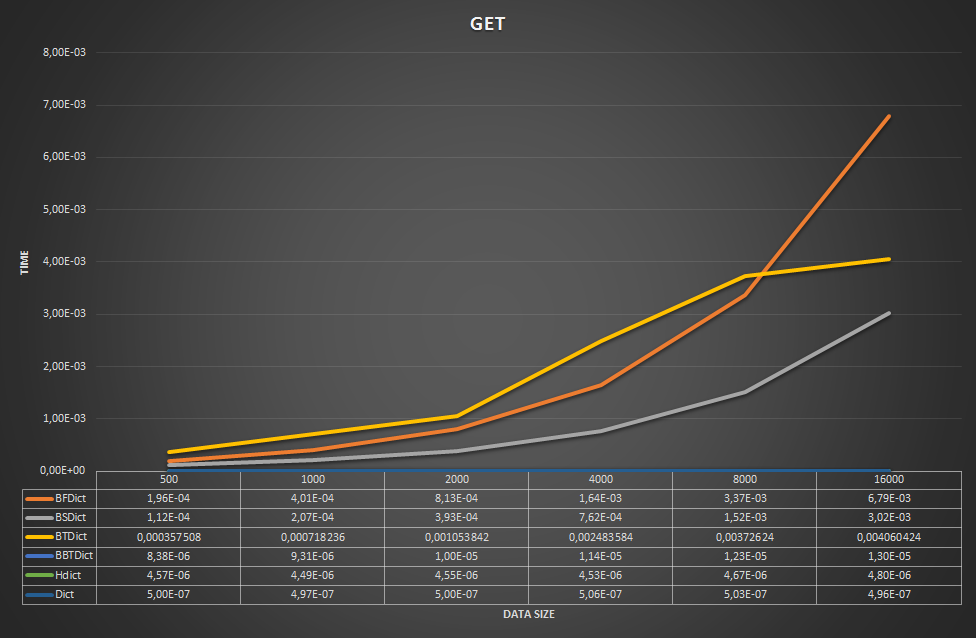 GET
8,00E-03
7,00E-03
6,00E-03
5,00E-03
4,00E-03
3,00E-03
2,00E-03
1,00E-03
0,00E+00
TIME
500 1000 2000 4000 8000 16000
BFDict 1,96E-04 4,01E-04 8,13E-04 1,64E-03 3,37E-03 6,79E-03
BSDict 1,12E-04 2,07E-04 3,93E-04 7,62E-04 1,52E-03 3,02E-03
BTDict 0,000357508 0,000718236 0,001053842 0,002483584 0,00372624 0,004060424
BBTDict 8,38E-06 9,31E-06 1,00E-05 1,14E-05 1,23E-05 1,30E-05
Hdict 4,57E-06 4,49E-06 4,55E-06 4,53E-06 4,67E-06 4,80E-06
Dict 5,00E-07 4,97E-07 5,00E-07 5,06E-07 5,03E-07 4,96E-07
DATA SIZE